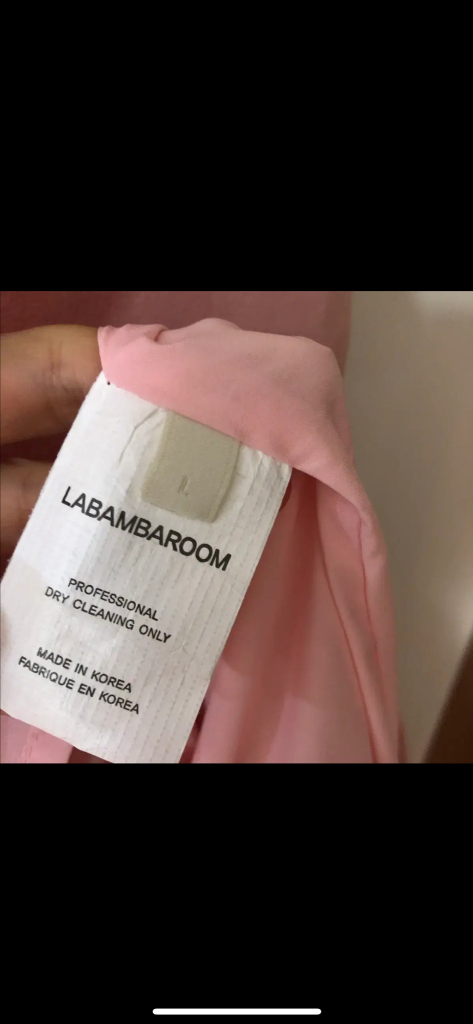 LABAMBAROOM
PROFESSIONAL
DRY CLEANING ONLY
MADE IN KOREA
FABRIQUE EN KOREA